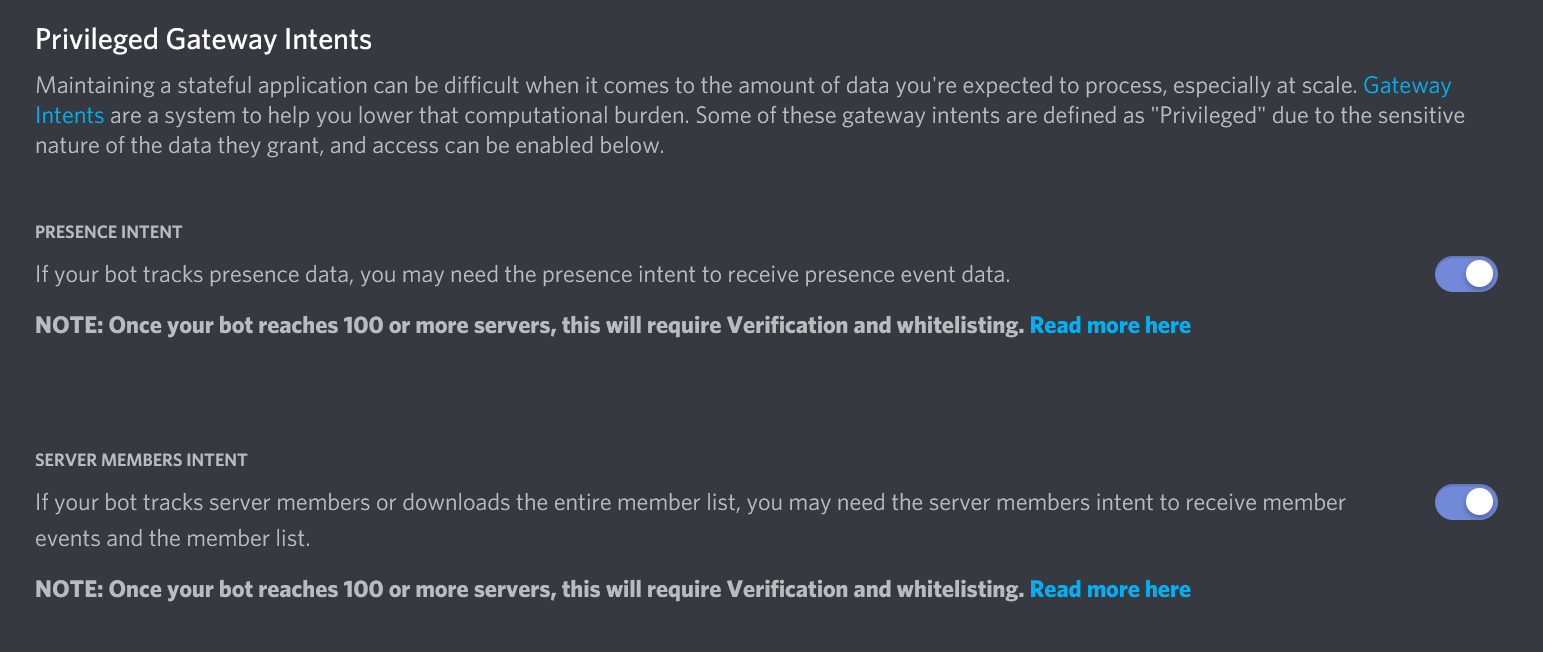 Privileged Gateway Intents
Maintaining a stateful application can be difficult when it comes to the amount of data you're expected to process, especially at scale. Gateway
Intents are a system to help you lower that computational burden. Some of these gateway intents are defined as "Privileged" due to the sensitive
nature of the data they grant, and access can be enabled below.
PRESENCE INTENT
If your bot tracks presence data, you may need the presence intent to receive presence event data.
NOTE: Once your bot reaches 100 or more servers, this will require Verification and whitelisting. Read more here
SERVER MEMBERS INTENT
If your bot tracks server members or downloads the entire member list, you may need the server members intent to receive member
events and the member list.
NOTE: Once your bot reaches 100 or more servers, this will require Verification and whitelisting. Read more here